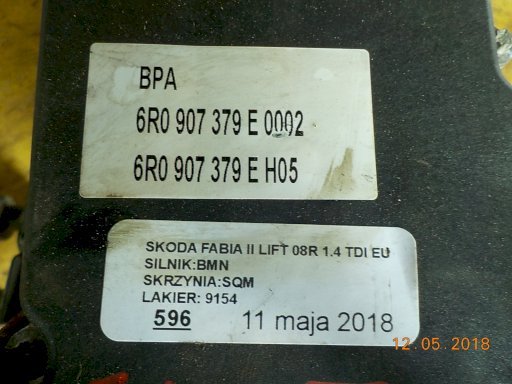 BPA
6R0 907 379 E 0002
6R0 907 379 E H05
SKODA FABIA II LIFT 08R 1.4 TDI EU
SILNIK:BMN
SKRZYNIA:SQM
LAKIER: 9154
596 11 maja 2018
12.05.2018